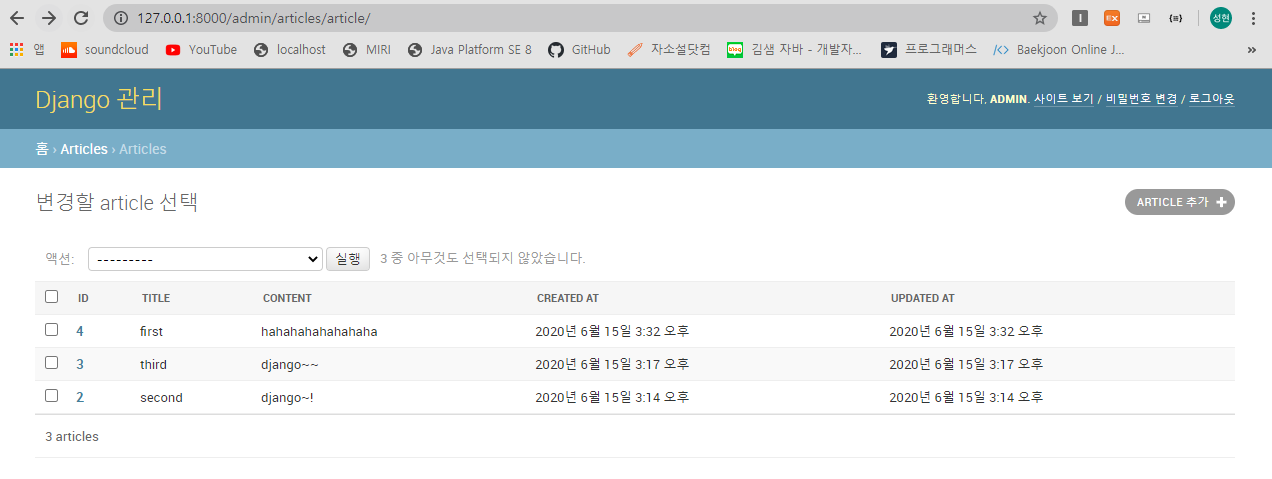 127.0.0.1:8000/admin/articles/article/ EX {≡} 성현
앱 soundcloud YouTube localhost MIRI Java Platform SE 8 GitHub 자소설닷컴 blog 김샘 자바 - 개발자... 프로그래머스 </> Baekjoon Online J... »
Django 관리 환영합니다, ADMIN. 사이트 보기 / 비밀번호 변경 / 로그아웃
홈 › Articles › Articles
변경할 article 선택 ARTICLE 추가 +
액션: --------- 실행 3 중 아무것도 선택되지 않았습니다.
ID TITLE CONTENT CREATED AT UPDATED AT
4 first hahahahahahahaha 2020년 6월 15일 3:32 오후 2020년 6월 15일 3:32 오후
3 third django~~ 2020년 6월 15일 3:17 오후 2020년 6월 15일 3:17 오후
2 second django~! 2020년 6월 15일 3:14 오후 2020년 6월 15일 3:14 오후
3 articles